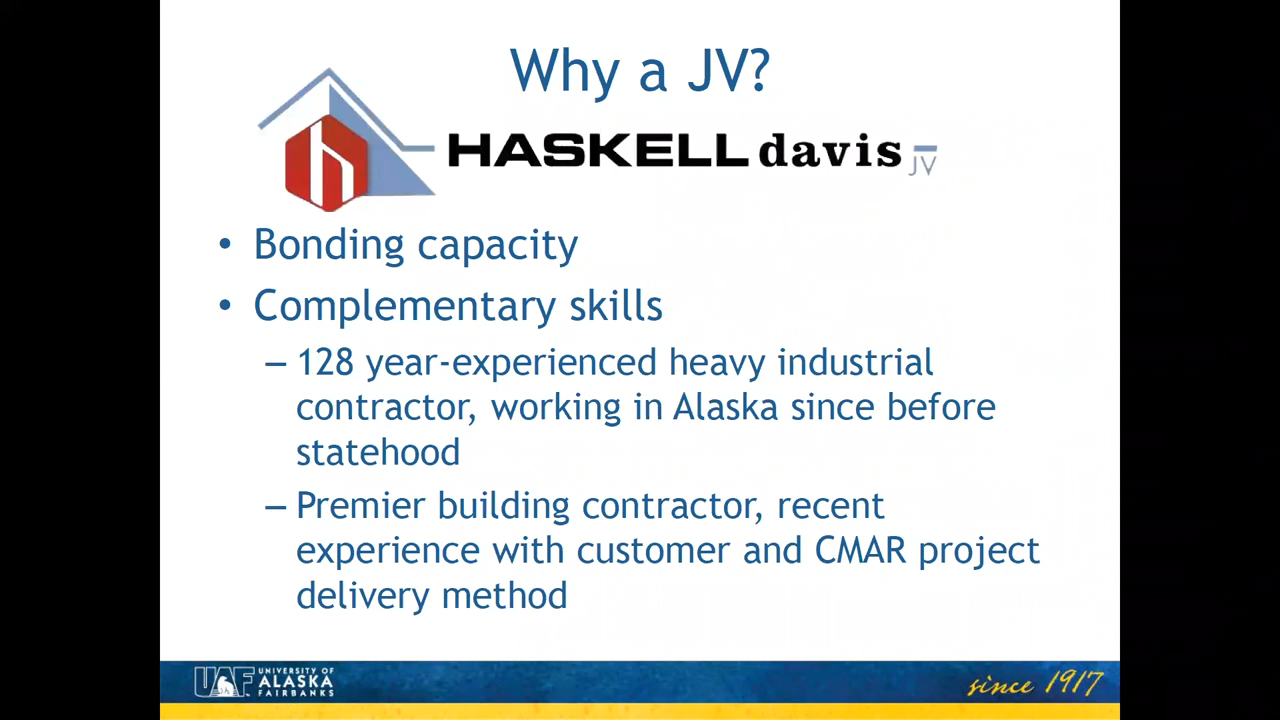 Why a JV?
HASKELL davis JV
• Bonding capacity
• Complementary skills
– 128 year-experienced heavy industrial
contractor, working in Alaska since before
statehood
– Premier building contractor, recent
experience with customer and CMAR project
delivery method
UAF UNIVERSITY OF
ALASKA
FAIRBANKS
since 1917